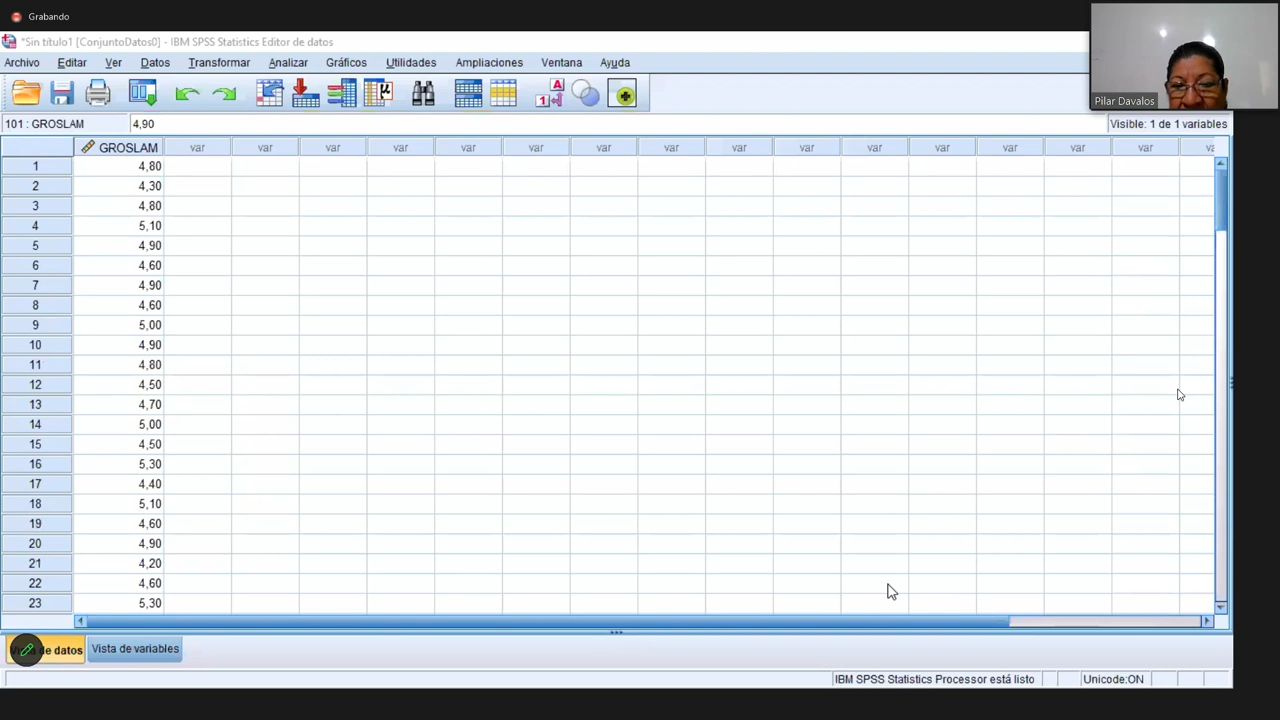 Grabando
*Sin título1 [ConjuntoDatos0] - IBM SPSS Statistics Editor de datos
Archivo Editar Ver Datos Transformar Analizar Gráficos Utilidades Ampliaciones Ventana Ayuda
Pilar Davalos
101 : GROSLAM 4,90 Visible: 1 de 1 variables
GROSLAM var var var var var var var var var var var var var var var
1 4,80
2 4,30
3 4,80
4 5,10
5 4,90
6 4,60
7 4,90
8 4,60
9 5,00
10 4,90
11 4,80
12 4,50
13 4,70
14 5,00
15 4,50
16 5,30
17 4,40
18 5,10
19 4,60
20 4,90
21 4,20
22 4,60
23 5,30
de datos Vista de variables
IBM SPSS Statistics Processor está listo Unicode:ON